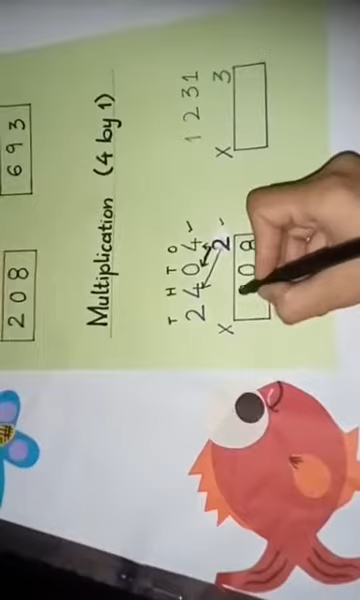 208
693
Multiplication (4 by 1)
T H T O
2404
X 2
08
1231
X 3